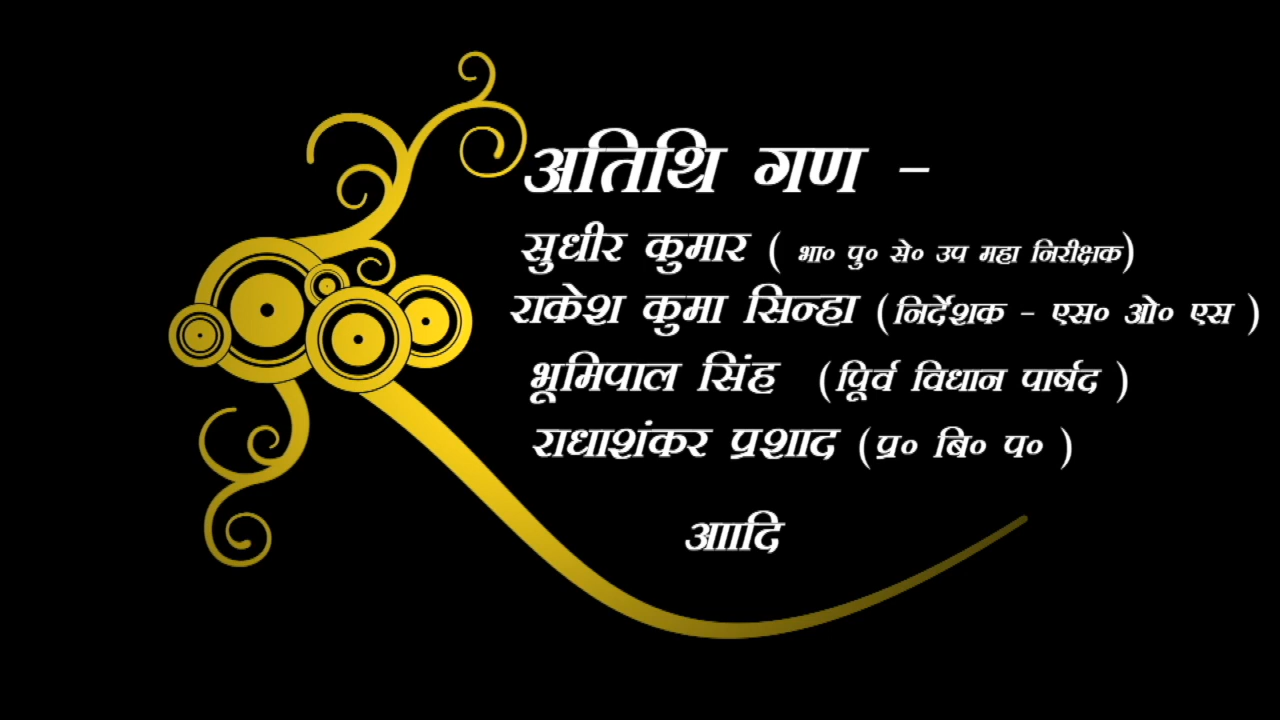 अतिथि गण -
सुधीर कुमार ( भा० पु० से० उप महा निरीक्षक)
राकेश कुमा सिन्हा (निर्देशक - एस० ओ० एस )
भूमिपाल सिंह (पूिर्व विधान पार्षद )
राधाशंकर प्रशाद (प्र० बि० प० )
आादि